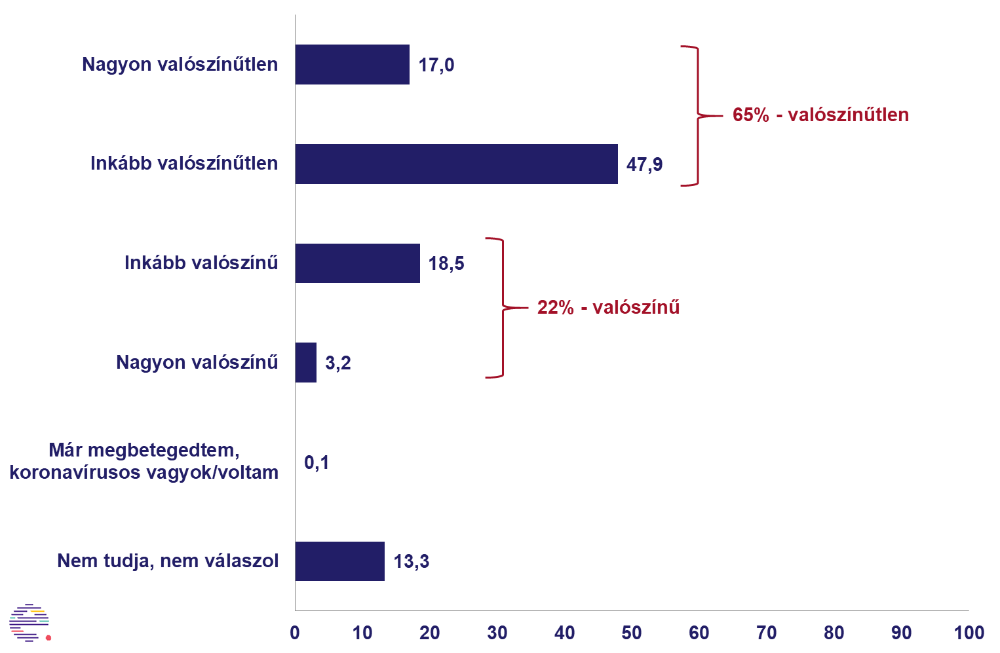 Nagyon valószínűtlen
17,0
65% - valószínűtlen
Inkább valószínűtlen
47,9
Inkább valószínű
18,5
22% - valószínű
Nagyon valószínű
3,2
Már megbetegedtem,
koronavírusos vagyok/voltam
0,1
Nem tudja, nem válaszol
13,3
0 10 20 30 40 50 60 70 80 90 100